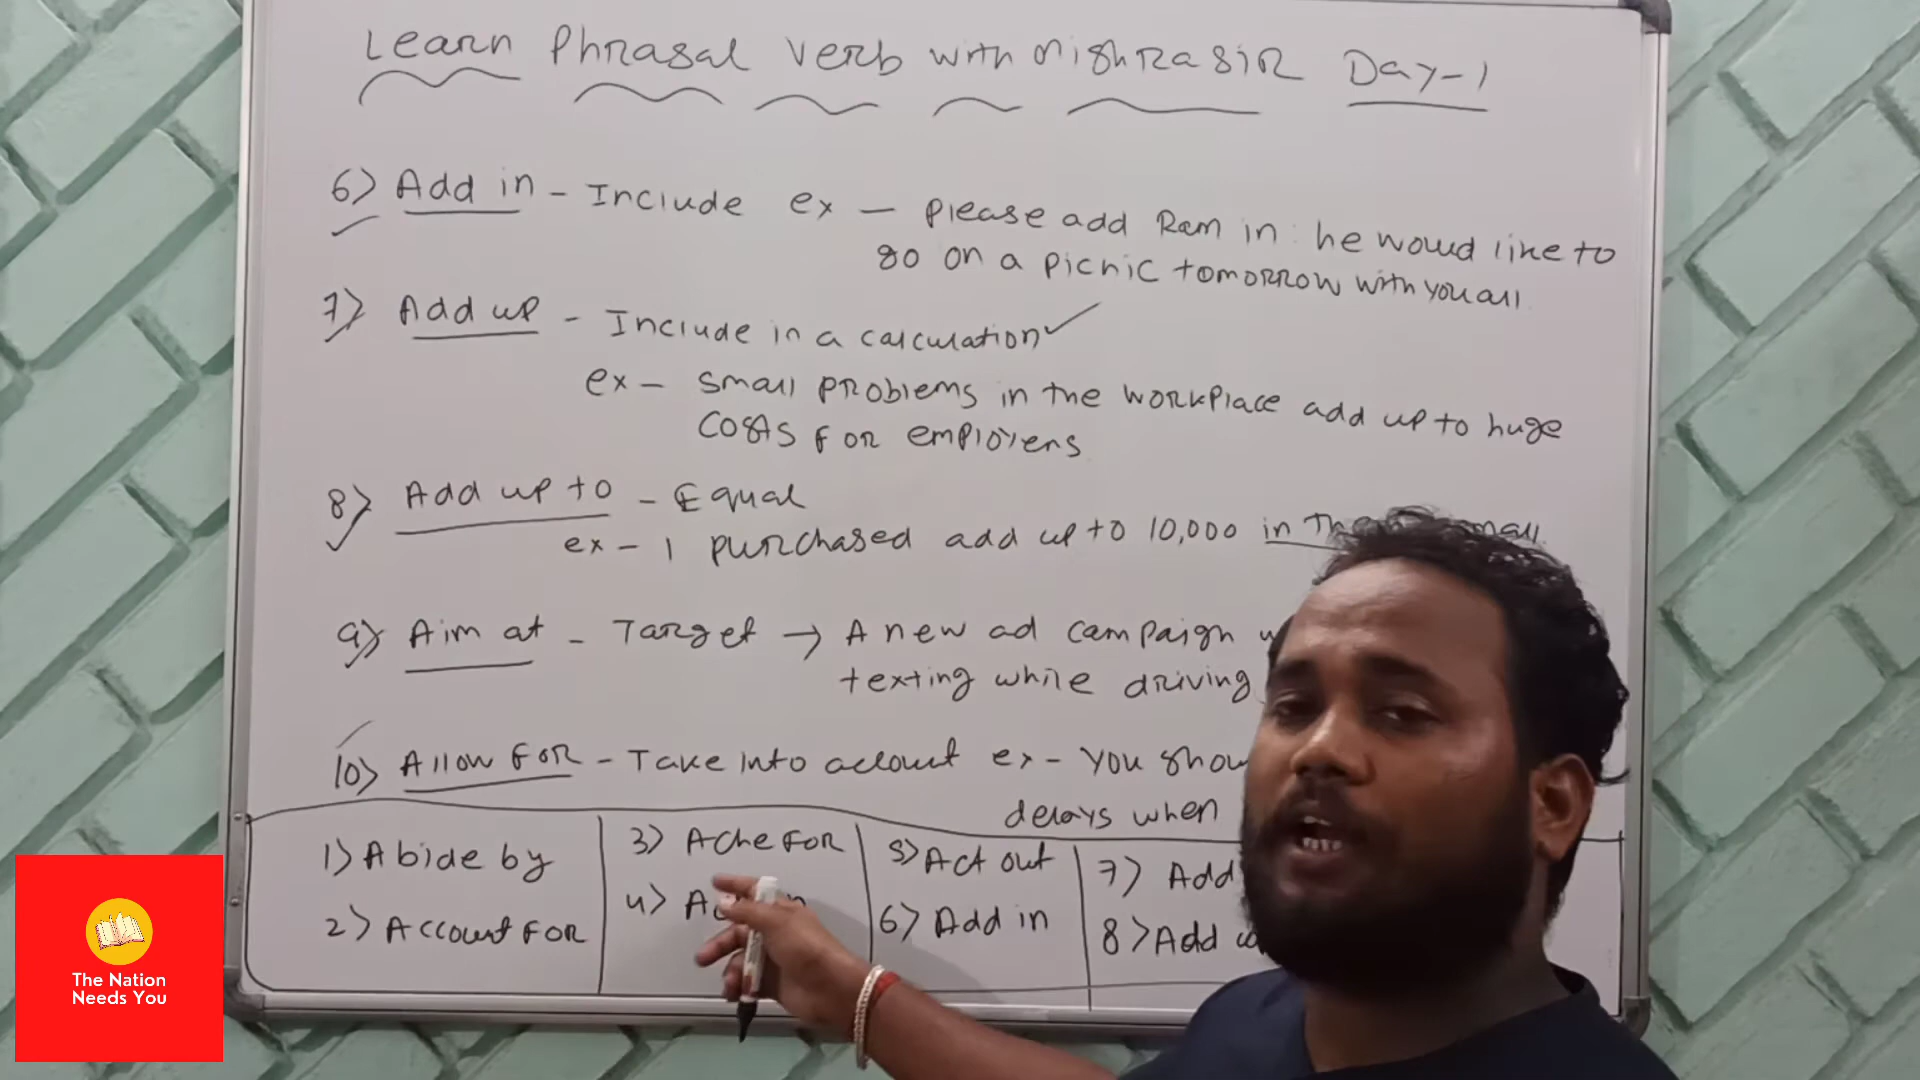 Learn Phrasal Verb with Mishra sir Day-1
6) Add in - Include ex - Please add Ram in: he would like to
go on a picnic tomorrow with you all
7) Add up - Include in a calculation
ex - small problems in the workplace add up to huge
costs for employers
8) Add up to - Equal
ex - I purchased add up to 10,000 in
9) Aim at - Target → A new ad campaign
texting while driving
10) Allow for - Take into account ex - You
delays when
1) Abide by
2) Account for
3) Ache for
4)
5) Act out
6) Add in
7) Add
8) Add
The Nation
Needs You